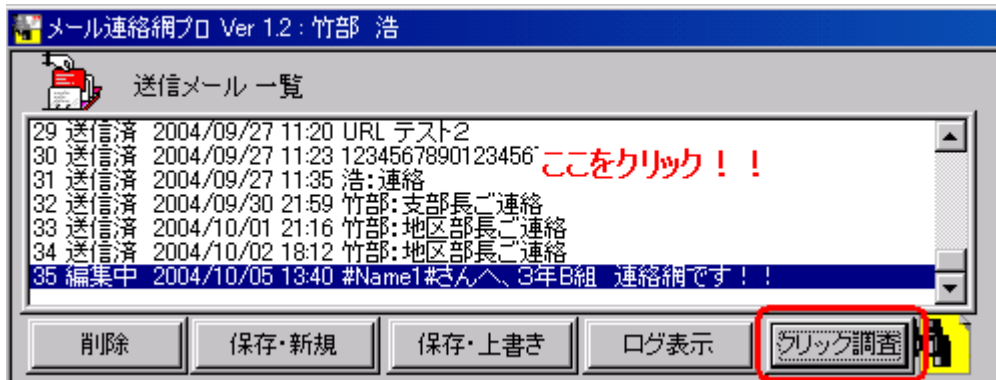 メール連絡網プロ Ver 1.2 : 竹部 浩
送信メール 一覧
29 送信済 2004/09/27 11:20 URL テスト2
30 送信済 2004/09/27 11:23 1234567890123456
ここをクリック！！
31 送信済 2004/09/27 11:35 浩:連絡
32 送信済 2004/09/30 21:59 竹部:支部長ご連絡
33 送信済 2004/10/01 21:16 竹部:地区部長ご連絡
34 送信済 2004/10/02 18:12 竹部:地区部長ご連絡
35 編集中 2004/10/05 13:40 #Name1#さんへ、3年B組 連絡網です！！
削除 保存・新規 保存・上書き ログ表示 クリック調査